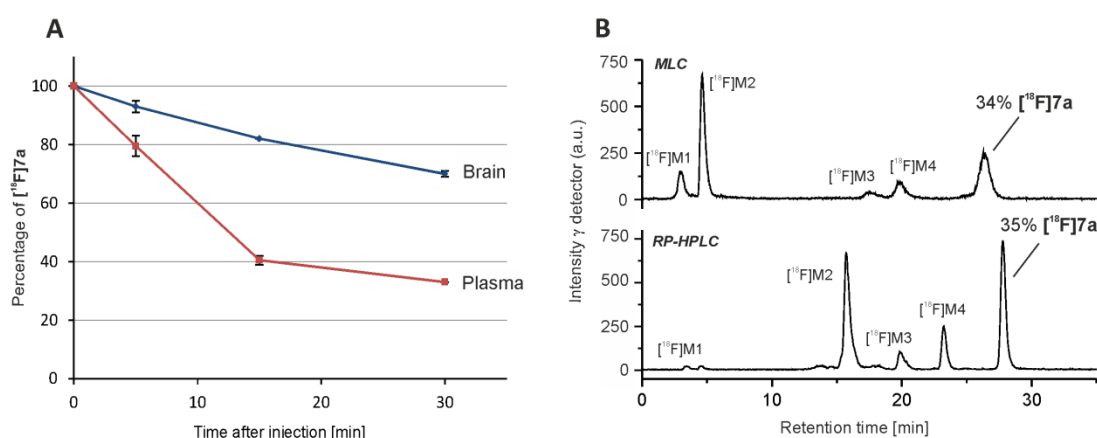 A
Percentage of [¹⁸F]7a
100
80
60
40
20
0
0
10
20
30
Time after injection [min]
Brain
Plasma
B
Intensity γ detector (a.u.)
MLC
750
500
250
0
[¹⁸F]M1
[¹⁸F]M2
[¹⁸F]M3
[¹⁸F]M4
34% [¹⁸F]7a
RP-HPLC
750
500
250
0
[¹⁸F]M1
[¹⁸F]M2
[¹⁸F]M3
[¹⁸F]M4
35% [¹⁸F]7a
0
10
20
30
Retention time [min]